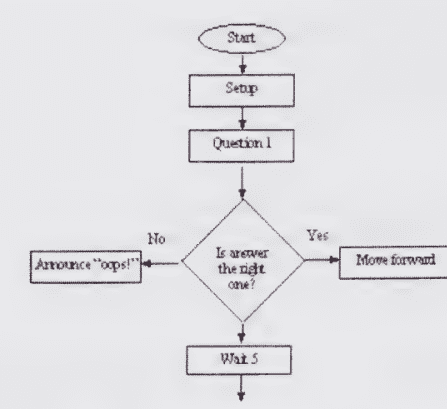 Start
Setup
Question 1
No
Yes
Is answer
the right
one?
Announce "oops!"
Move forward
Wait 5